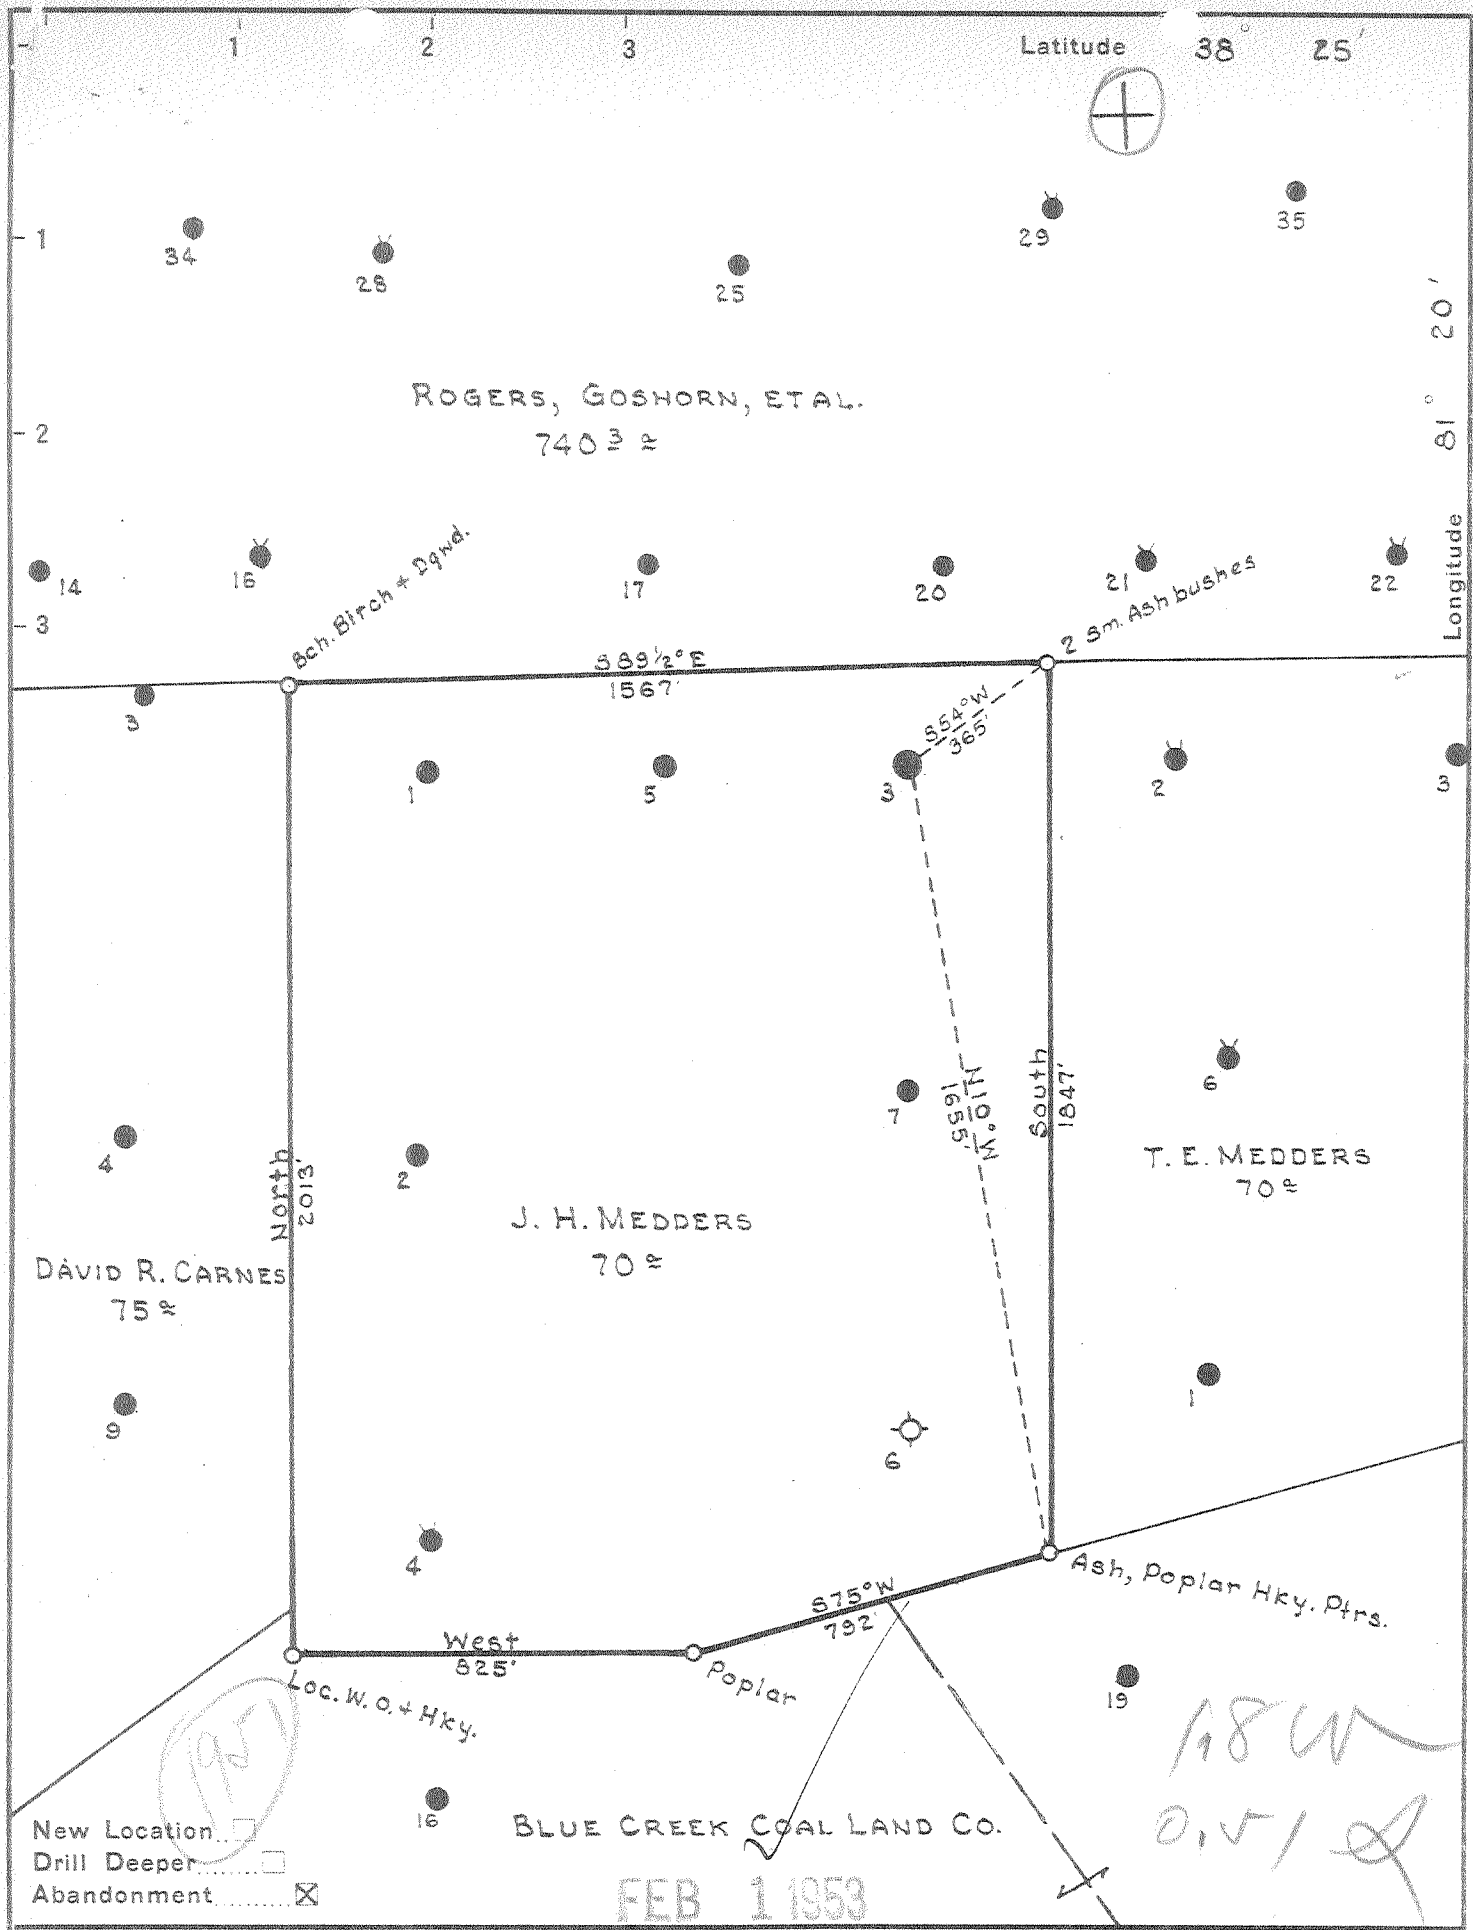 1 2 3 Latitude 38° 25'
1
34
28
25
29
35
Longitude 81° 20'
ROGERS, GOSHORN, ETAL.
740 3 a
2
14
16
17
20
21
22
3
Bch. Birch + Dgwd.
2 Sm. Ash bushes
S89½°E
1567'
3
S54°W
365'
1
5
3
2
3
N10°W
1655'
South
1847'
7
6
4
North
2013'
2
T. E. MEDDERS
70 a
J. H. MEDDERS
70 a
DAVID R. CARNES
75 a
9
1
6
4
Ash, Poplar Hky. Ptrs.
S75°W
792'
West
825'
Poplar
Loc. W. O. + Hky.
19
16
BLUE CREEK COAL LAND CO.
New Location
Drill Deeper
Abandonment ☒
FEB 1 1953